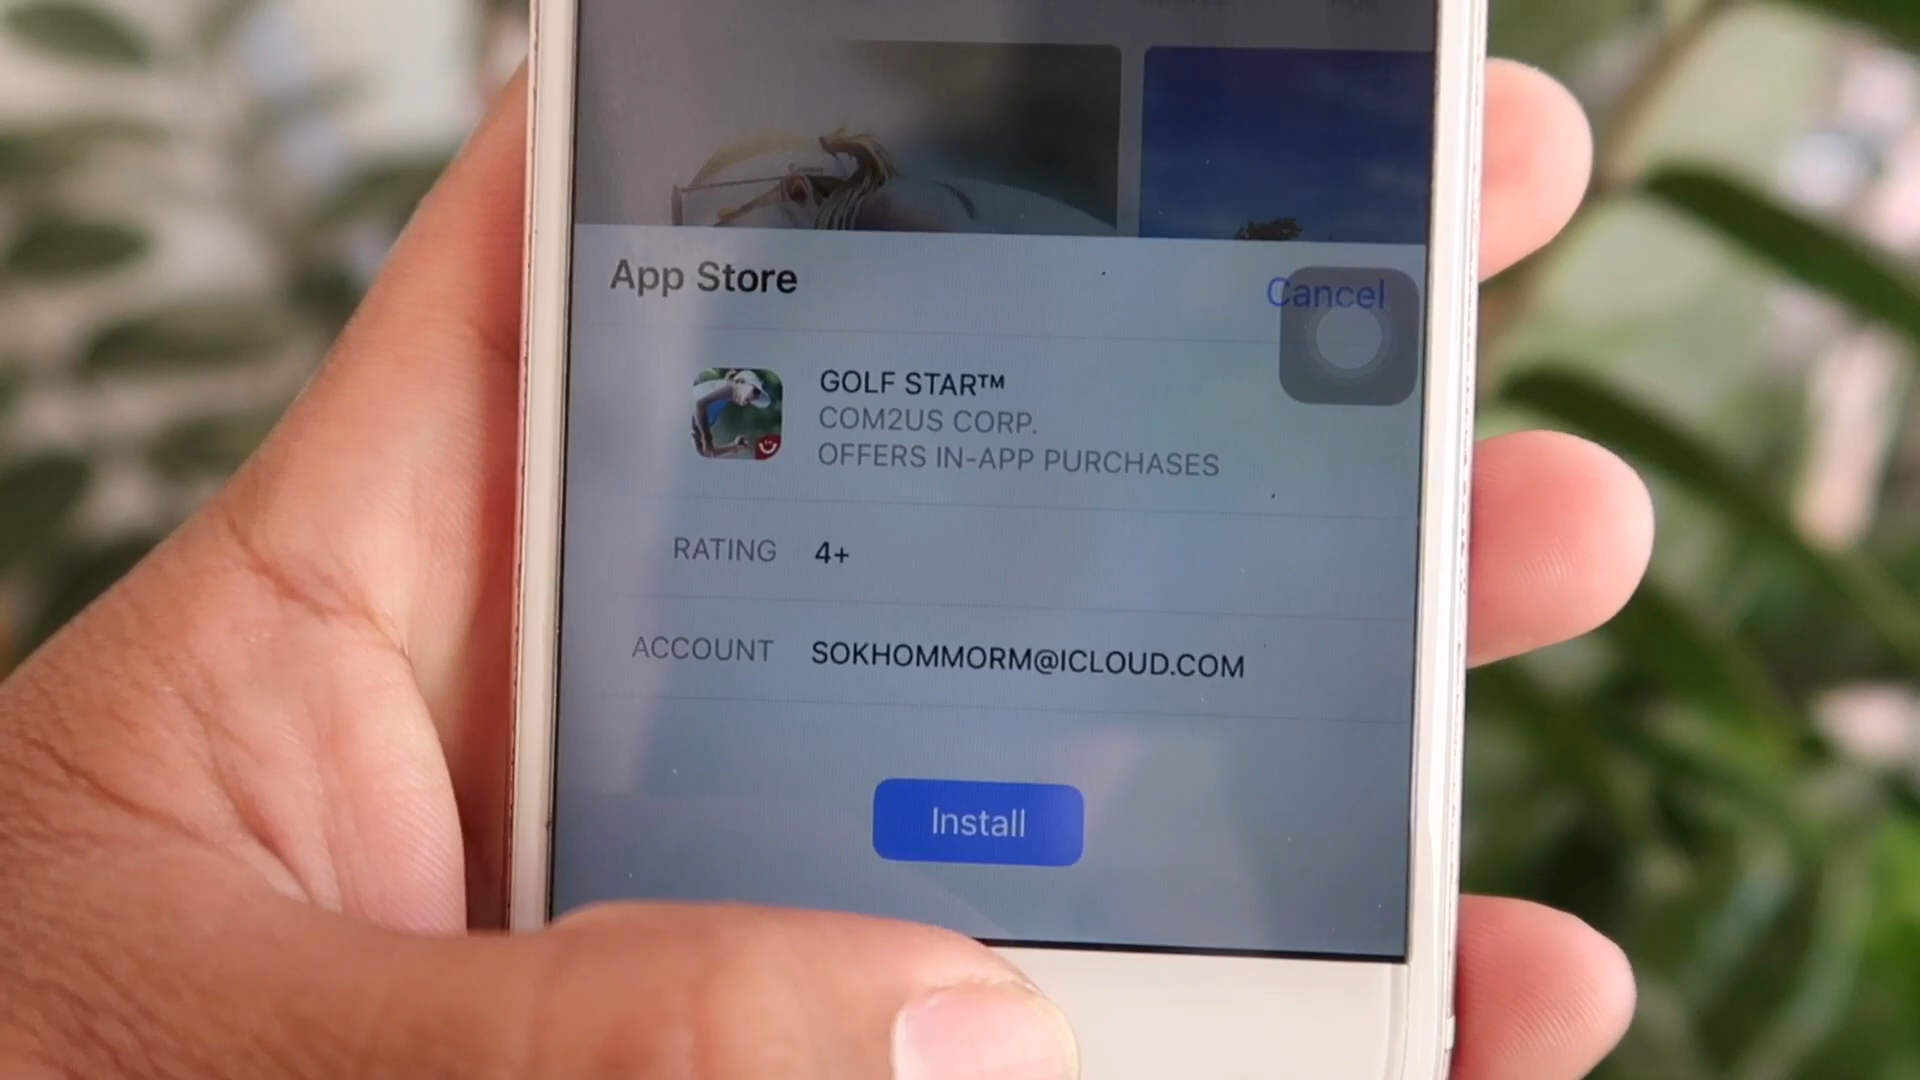 App Store
Cancel
GOLF STAR™
COM2US CORP.
OFFERS IN-APP PURCHASES
RATING 4+
ACCOUNT SOKHOMMORM@ICLOUD.COM
Install